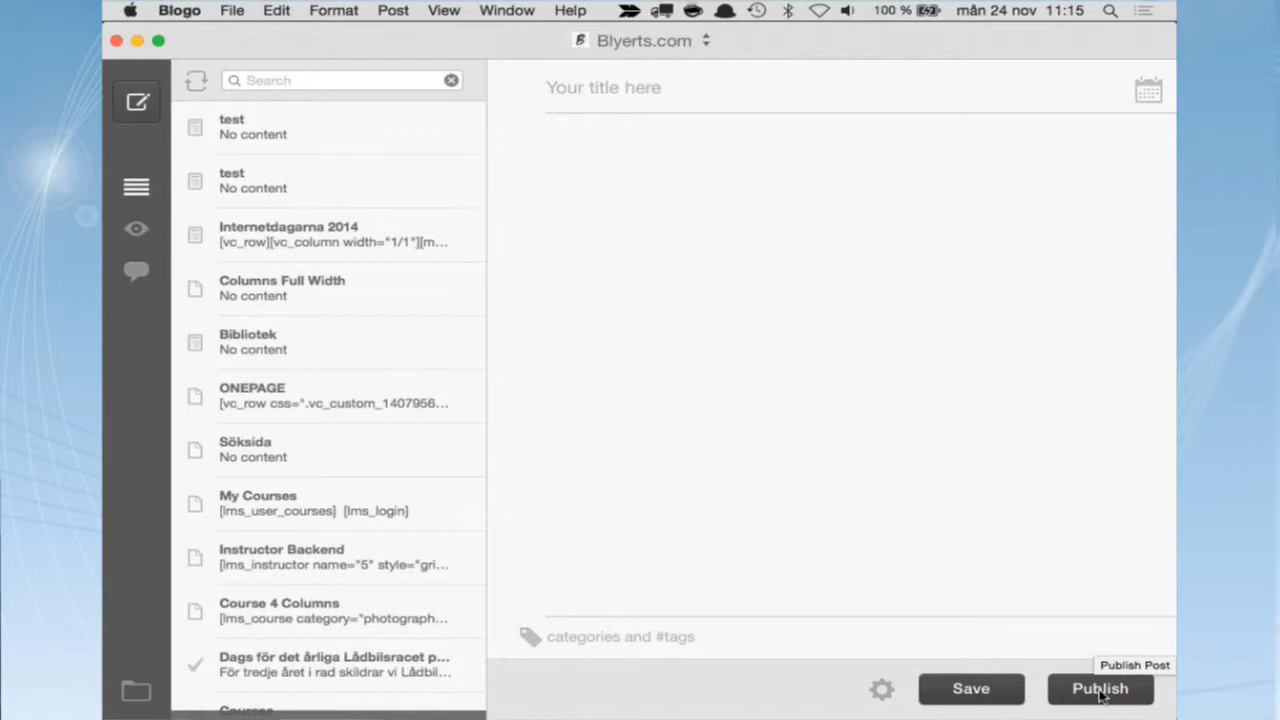 Blogo File Edit Format Post View Window Help 100 % mån 24 nov 11:15
Blyerts.com
Search
Your title here
test
No content
test
No content
Internetdagarna 2014
[vc_row][vc_column width="1/1"][m...
Columns Full Width
No content
Bibliotek
No content
ONEPAGE
[vc_row css=".vc_custom_1407956...
Söksida
No content
My Courses
[lms_user_courses] [lms_login]
Instructor Backend
[lms_instructor name="5" style="gri...
Course 4 Columns
[lms_course category="photograph...
Dags för det årliga Lådbilsracet p...
För tredje året i rad skildrar vi Lådbil...
Courses
categories and #tags
Publish Post
Save
Publish